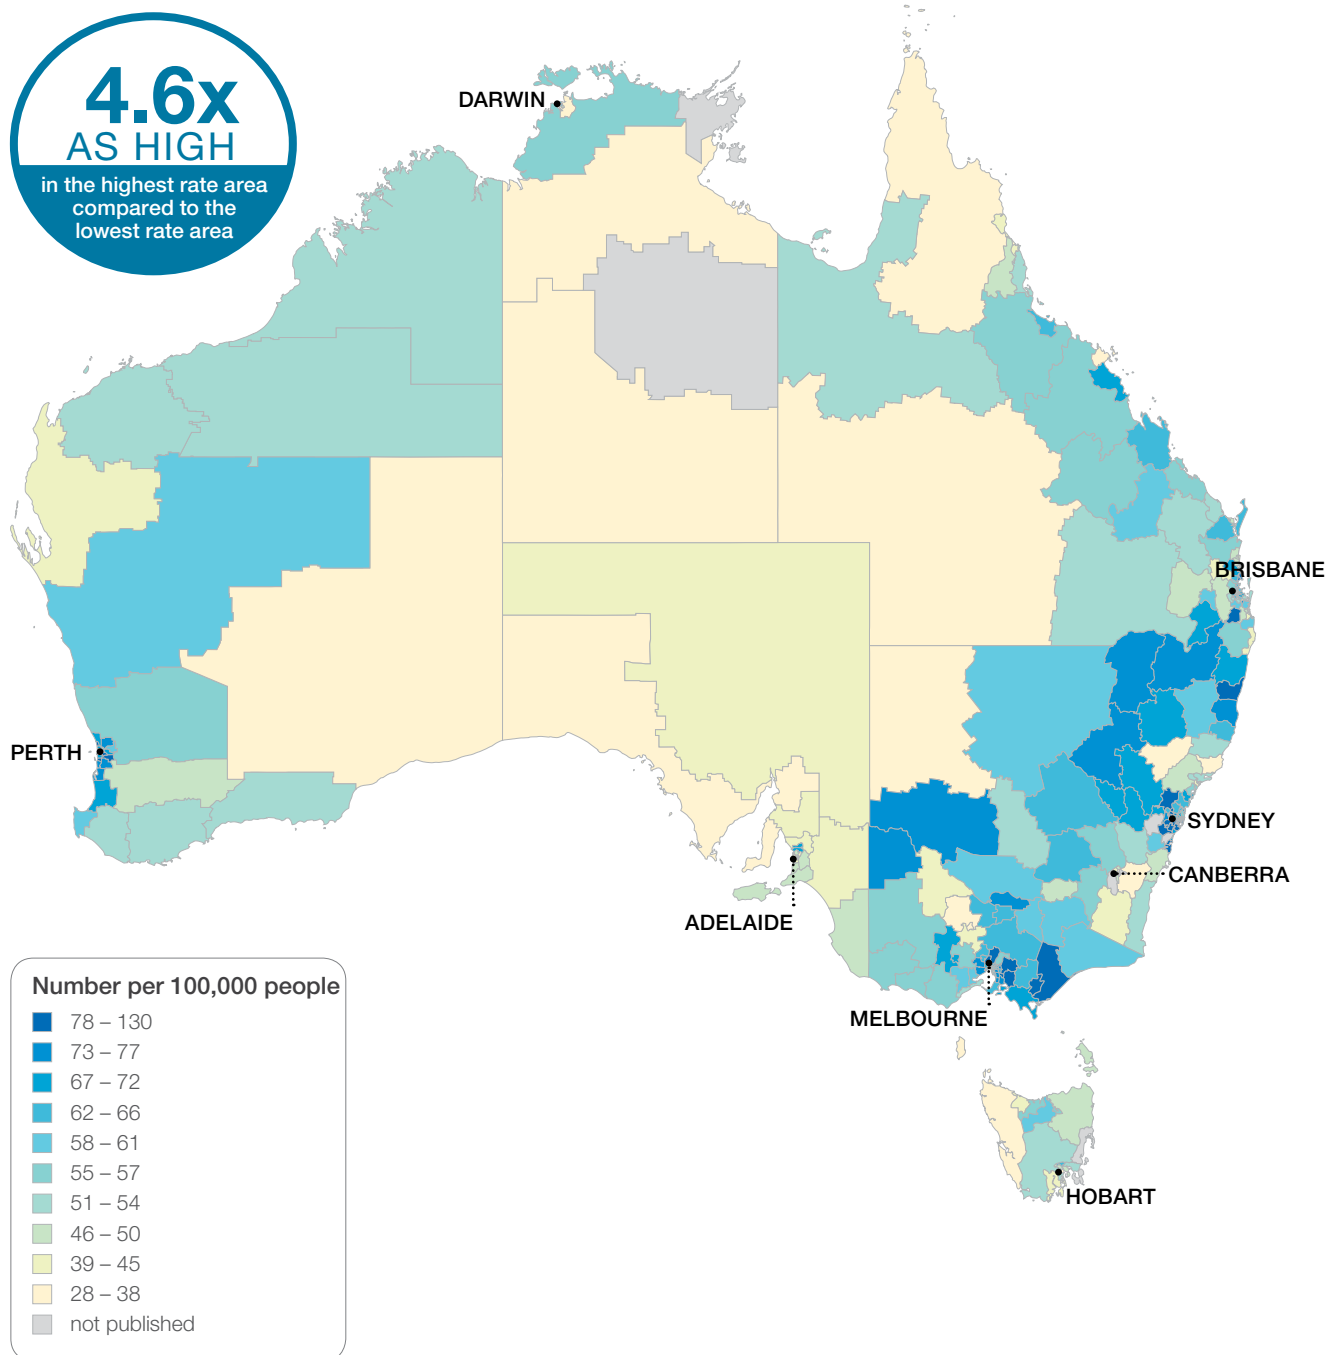 4.6x
AS HIGH
in the highest rate area
compared to the
lowest rate area
DARWIN
BRISBANE
PERTH
SYDNEY
CANBERRA
ADELAIDE
MELBOURNE
HOBART
Number per 100,000 people
78 – 130
73 – 77
67 – 72
62 – 66
58 – 61
55 – 57
51 – 54
46 – 50
39 – 45
28 – 38
not published